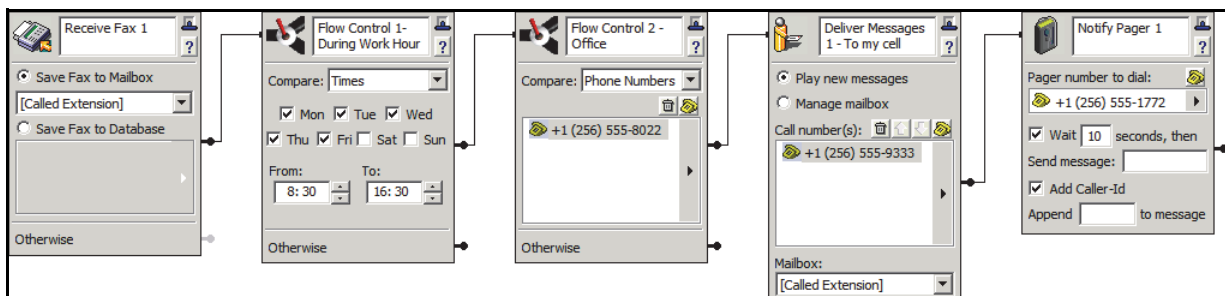 Receive Fax 1
?
Save Fax to Mailbox
[Called Extension]
Save Fax to Database
Otherwise
Flow Control 1-
During Work Hour
?
Compare: Times
Mon Tue Wed
Thu Fri Sat Sun
From: To:
8:30 16:30
Otherwise
Flow Control 2 -
Office
?
Compare: Phone Numbers
+1 (256) 555-8022
Otherwise
Deliver Messages
1 - To my cell
?
Play new messages
Manage mailbox
Call number(s):
+1 (256) 555-9333
Mailbox:
[Called Extension]
Notify Pager 1
?
Pager number to dial:
+1 (256) 555-1772
Wait 10 seconds, then
Send message:
Add Caller-Id
Append to message